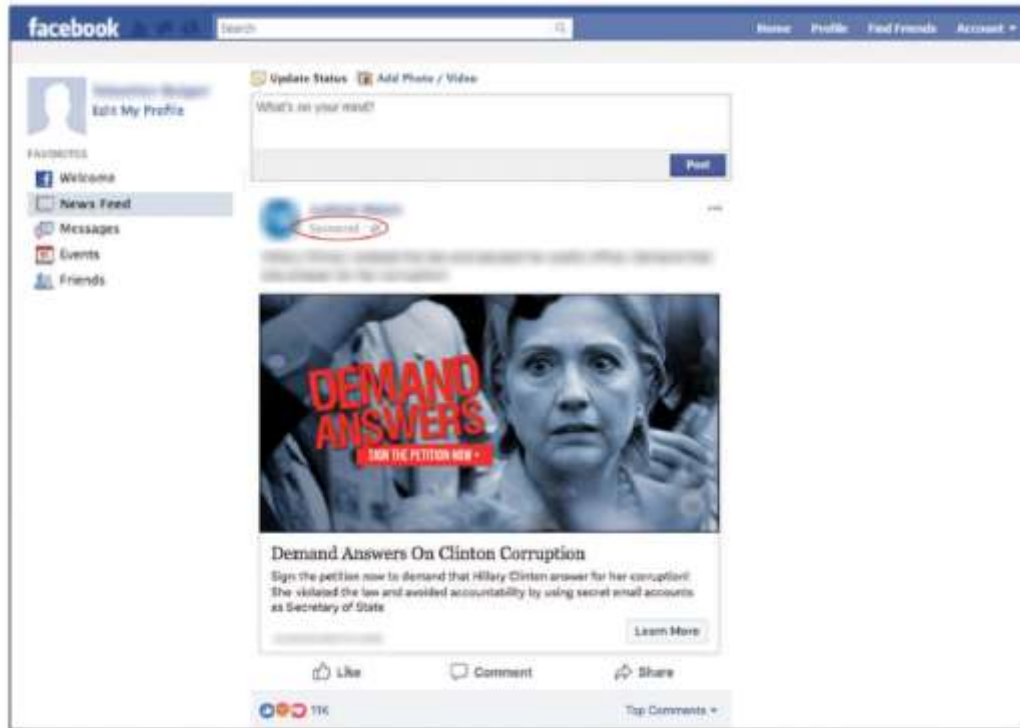 facebook
Search
Home Profile Find Friends Account
Edit My Profile
FAVORITES
Welcome
News Feed
Messages
Events
Friends
Update Status Add Photo / Video
What's on your mind?
Post
Sponsored
DEMAND
ANSWERS
SIGN THE PETITION NOW
Demand Answers On Clinton Corruption
Sign the petition now to demand that Hillary Clinton answer for her corruption!
She violated the law and avoided accountability by using secret email accounts
as Secretary of State
Learn More
Like Comment Share
11K Top Comments